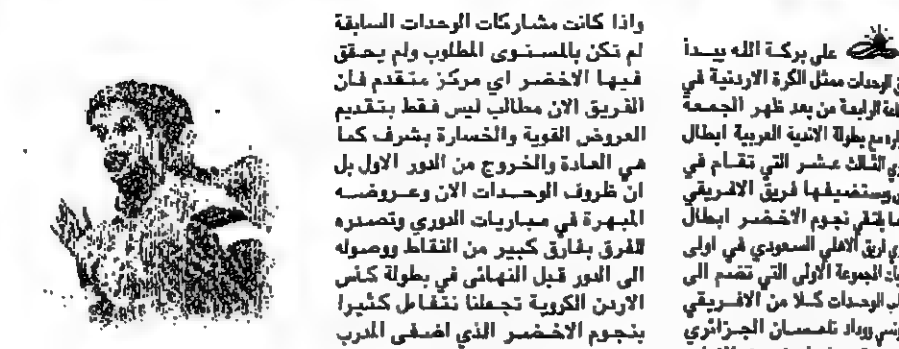 على بركة الله يبدأ
ق الوحدات ممثل الكرة الاردنية في
الرابعة من بعد ظهر الجمعة
مع بطولة الاندية العربية ابطال
الثالث عشر التي تقام في
وستضيفها فريق الافريقي
نجوم الاخضر ابطال
فريق الاهلي السعودي في اولى
المجموعة الاولى التي تضم الى
الوحدات كلا من الافريقي
ووداد تلمسان الجزائري
واذا كانت مشاركات الوحدات السابقة
لم تكن بالمستوى المطلوب ولم يحقق
فيها الاخضر اي مركز متقدم فان
الفريق الان مطالب ليس فقط بتقديم
العروض القوية والخسارة بشرف كما
هي العادة والخروج من الدور الاول بل
ان ظروف الوحدات الان وعروضه
المبهرة في مباريات الدوري وتصدره
للفرق بفارق كبير من النقاط ووصوله
الى الدور قبل النهائي في بطولة كأس
الاردن الكروية تجعلنا نتفاءل كثيرا
بنجوم الاخضر الذي اضفى المدرب